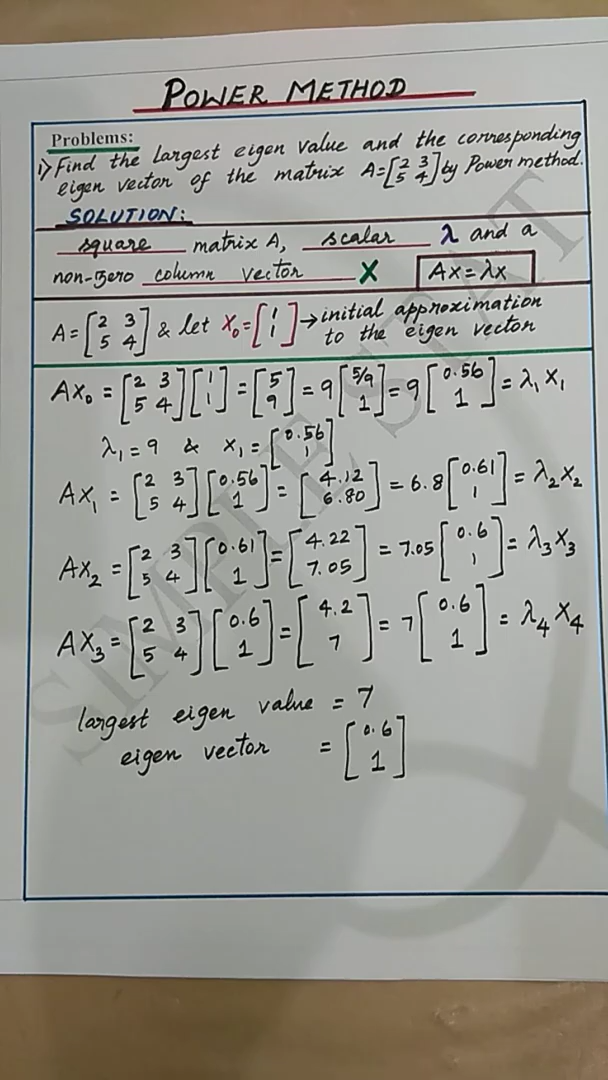 POWER METHOD
Problems:
1) Find the largest eigen value and the corresponding
eigen vector of the matrix A=[2 3; 5 4] by Power method.
SOLUTION:
square matrix A, scalar λ and a
non-zero column vector X AX=λX
A=[2 3; 5 4] & let X₀=[1; 1] → initial approximation
to the eigen vector
AX₀ = [2 3; 5 4][1; 1] = [5; 9] = 9[5/9; 1] = 9[0.56; 1] = λ₁X₁
λ₁=9 & X₁=[0.56; 1]
AX₁ = [2 3; 5 4][0.56; 1] = [4.12; 6.80] = 6.8[0.61; 1] = λ₂X₂
AX₂ = [2 3; 5 4][0.61; 1] = [4.22; 7.05] = 7.05[0.6; 1] = λ₃X₃
AX₃ = [2 3; 5 4][0.6; 1] = [4.2; 7] = 7[0.6; 1] = λ₄X₄
largest eigen value = 7
eigen vector = [0.6; 1]
SIMPLE STAT